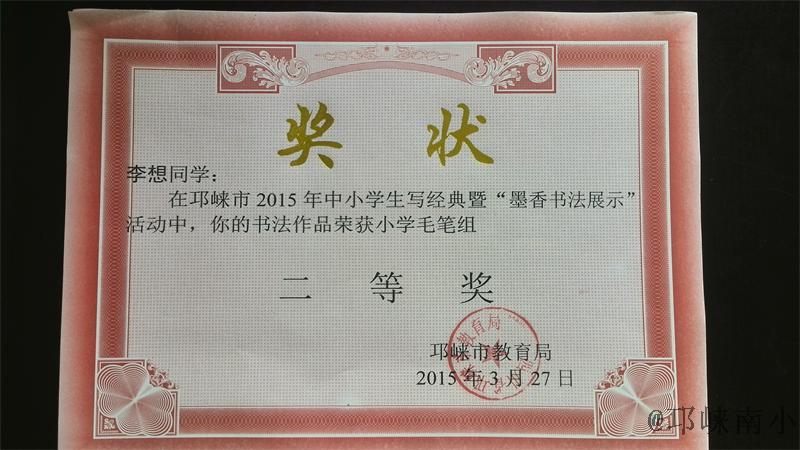 奖状
李想同学：
在邛崃市2015年中小学生写经典暨“墨香书法展示”
活动中，你的书法作品荣获小学毛笔组
二等奖
邛崃市教育局
2015年3月27日
@邛崃南小